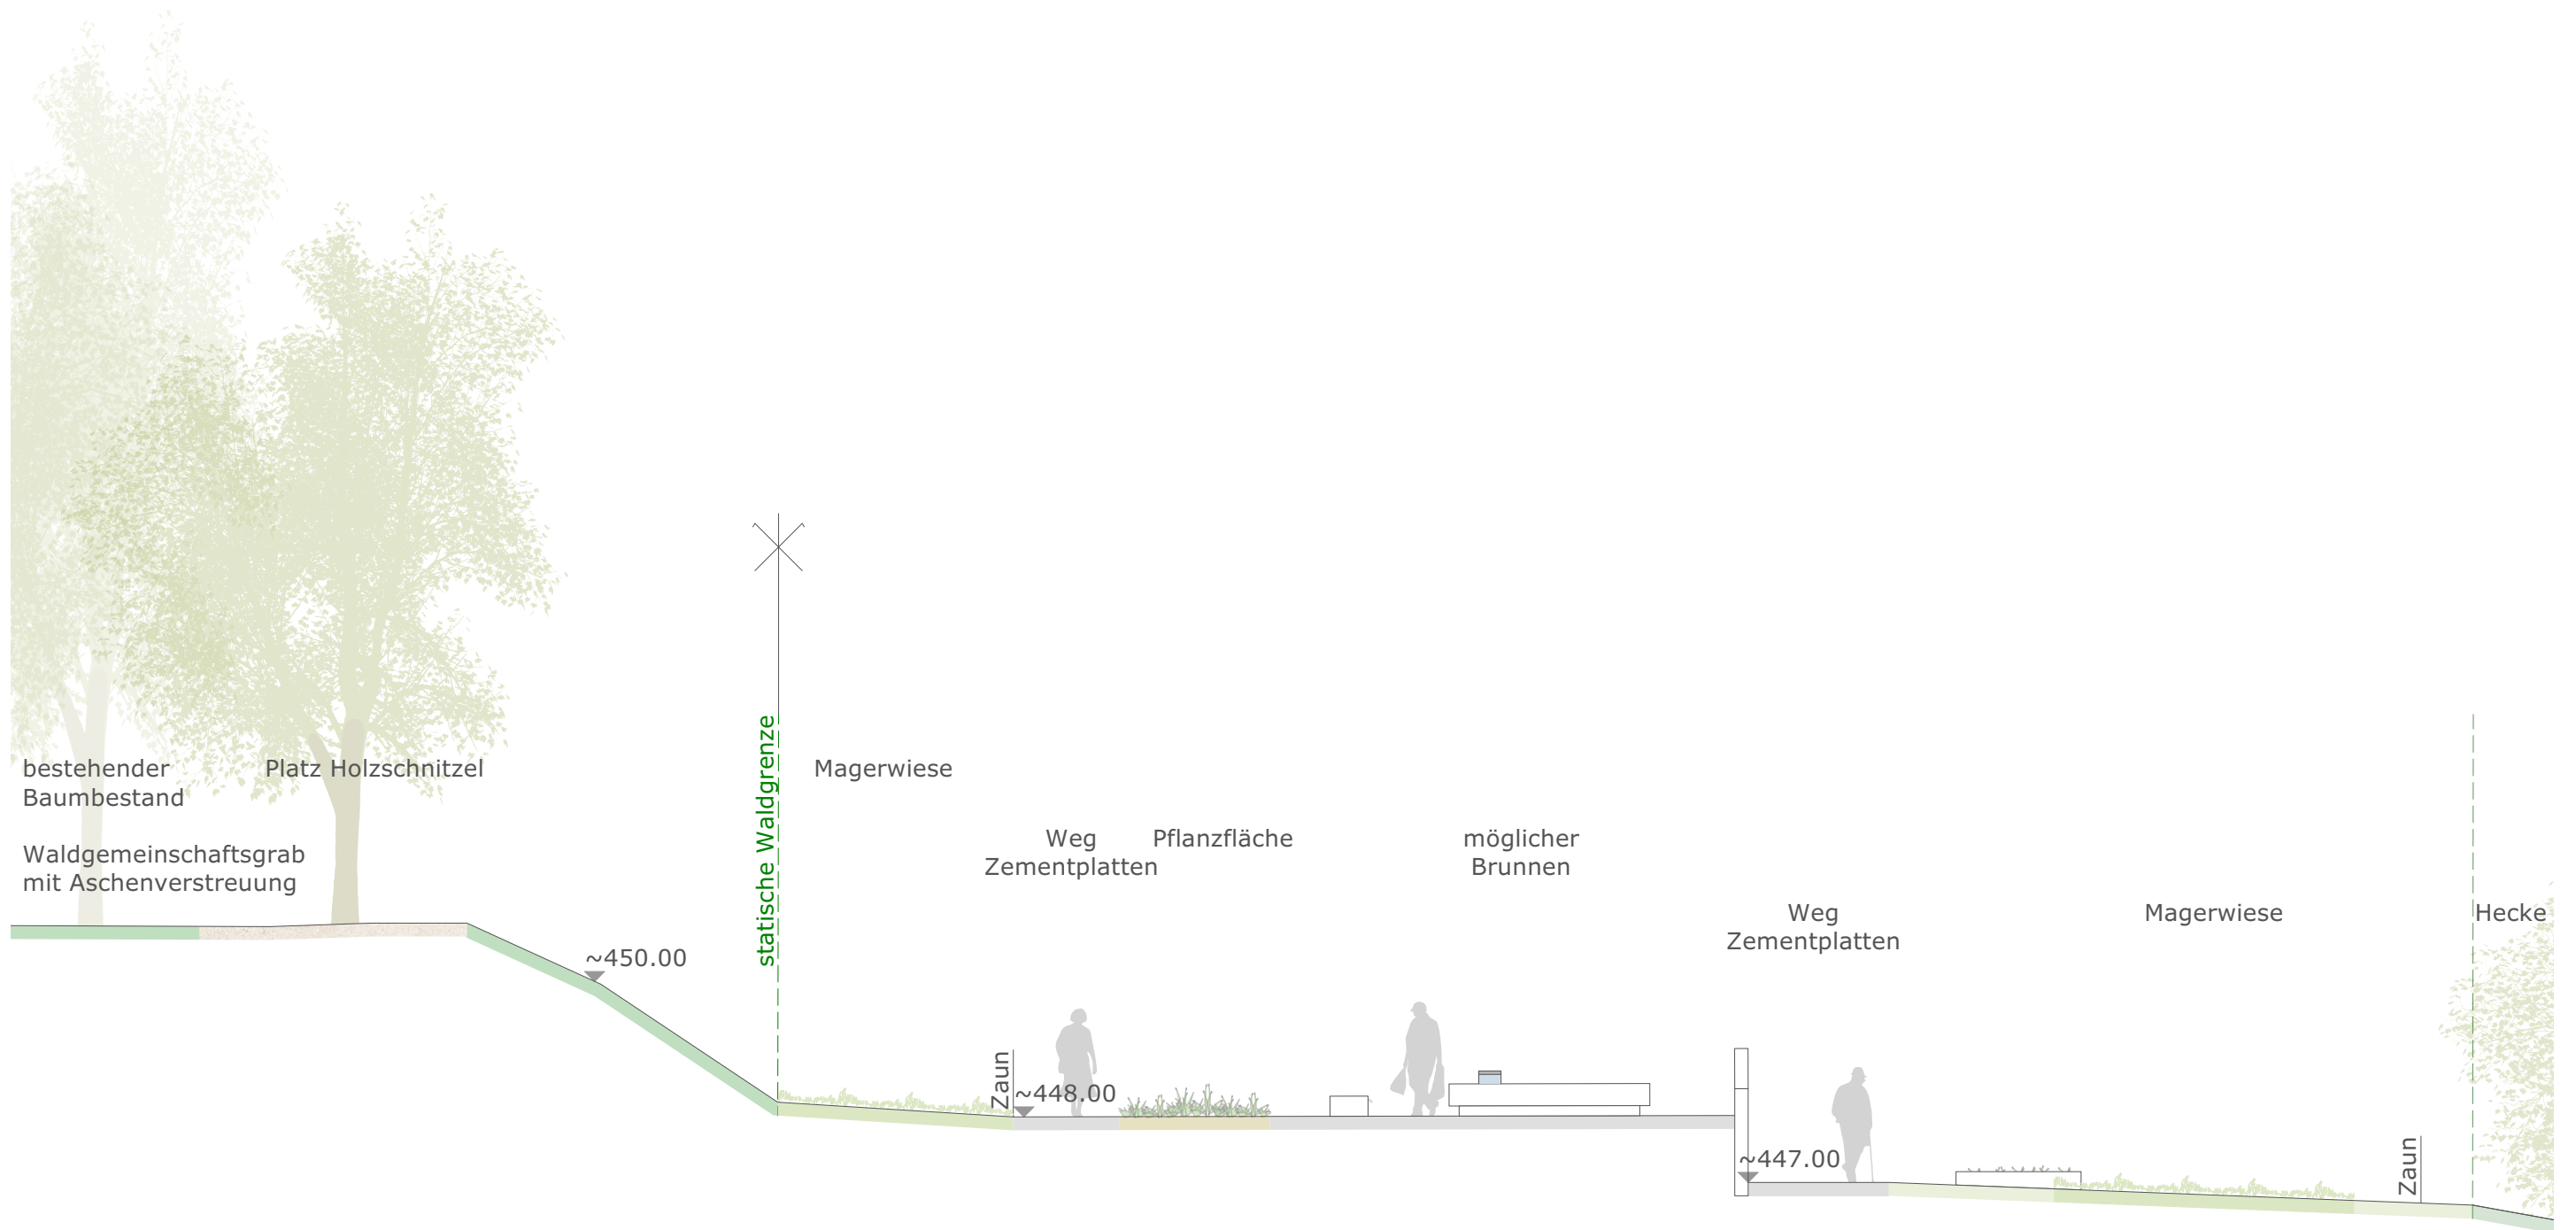 bestehender
Baumbestand
Waldgemeinschaftsgrab
mit Aschenverstreuung
Platz Holzschnitzel
~450.00
statische Waldgrenze
Magerwiese
Zaun
~448.00
Weg
Zementplatten
Pflanzfläche
möglicher
Brunnen
Weg
Zementplatten
~447.00
Magerwiese
Zaun
Hecke